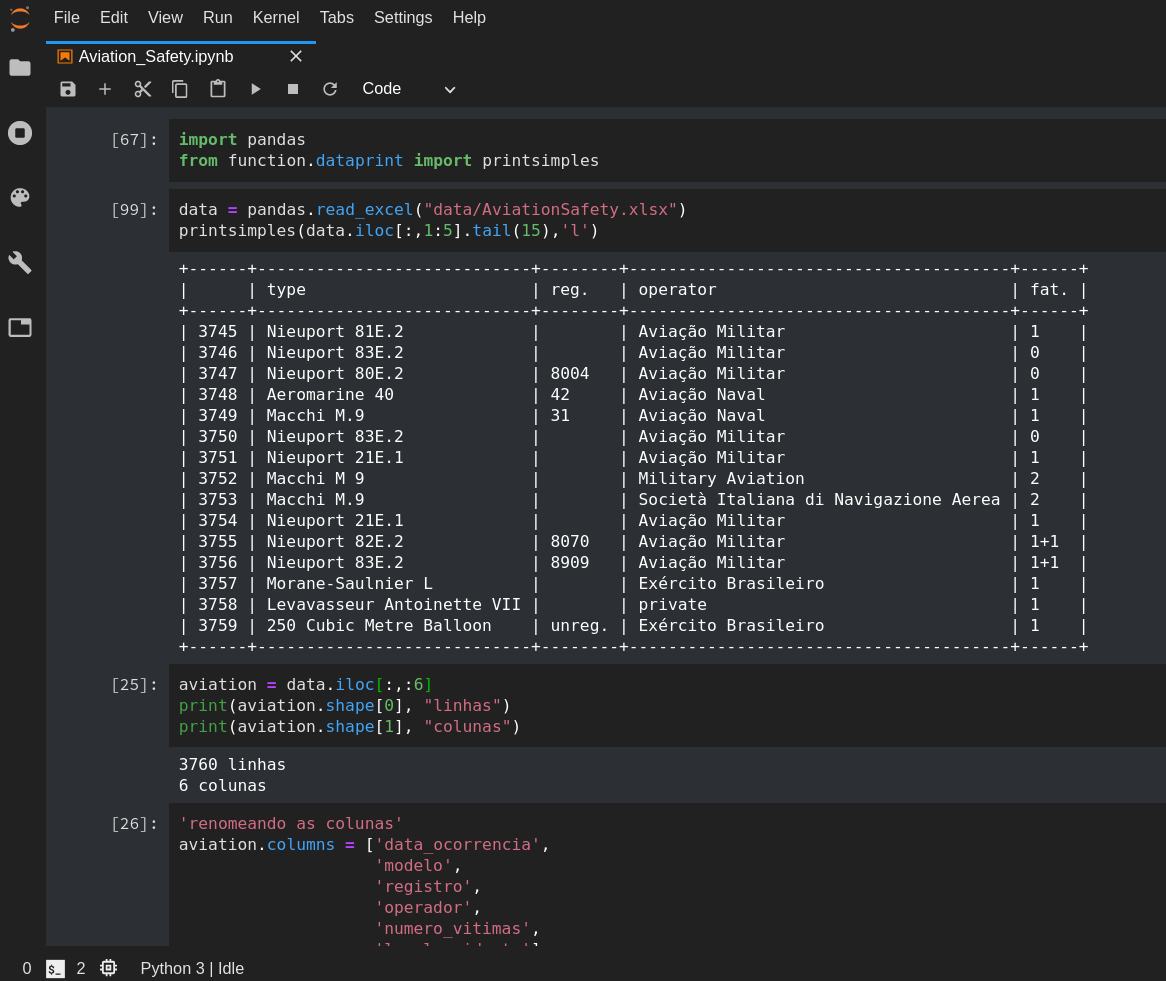 File Edit View Run Kernel Tabs Settings Help
Aviation_Safety.ipynb
Code
[67]: import pandas
from function.dataprint import printsimples
[99]: data = pandas.read_excel("data/AviationSafety.xlsx")
printsimples(data.iloc[:,1:5].tail(15),'l')
+------+----------------------------+--------+---------------------------------------+------+
|      | type                       | reg.   | operator                              | fat. |
+------+----------------------------+--------+---------------------------------------+------+
| 3745 | Nieuport 81E.2             |        | Aviação Militar                       | 1    |
| 3746 | Nieuport 83E.2             |        | Aviação Militar                       | 0    |
| 3747 | Nieuport 80E.2             | 8004   | Aviação Militar                       | 0    |
| 3748 | Aeromarine 40              | 42     | Aviação Naval                         | 1    |
| 3749 | Macchi M.9                 | 31     | Aviação Naval                         | 1    |
| 3750 | Nieuport 83E.2             |        | Aviação Militar                       | 0    |
| 3751 | Nieuport 21E.1             |        | Aviação Militar                       | 1    |
| 3752 | Macchi M 9                 |        | Military Aviation                     | 2    |
| 3753 | Macchi M.9                 |        | Società Italiana di Navigazione Aerea | 2    |
| 3754 | Nieuport 21E.1             |        | Aviação Militar                       | 1    |
| 3755 | Nieuport 82E.2             | 8070   | Aviação Militar                       | 1+1  |
| 3756 | Nieuport 83E.2             | 8909   | Aviação Militar                       | 1+1  |
| 3757 | Morane-Saulnier L          |        | Exército Brasileiro                   | 1    |
| 3758 | Levavasseur Antoinette VII |        | private                               | 1    |
| 3759 | 250 Cubic Metre Balloon    | unreg. | Exército Brasileiro                   | 1    |
+------+----------------------------+--------+---------------------------------------+------+
[25]: aviation = data.iloc[:,:6]
print(aviation.shape[0], "linhas")
print(aviation.shape[1], "colunas")
3760 linhas
6 colunas
[26]: 'renomeando as colunas'
aviation.columns = ['data_ocorrencia',
'modelo',
'registro',
'operador',
'numero_vitimas',
0 $_ 2 Python 3 | Idle